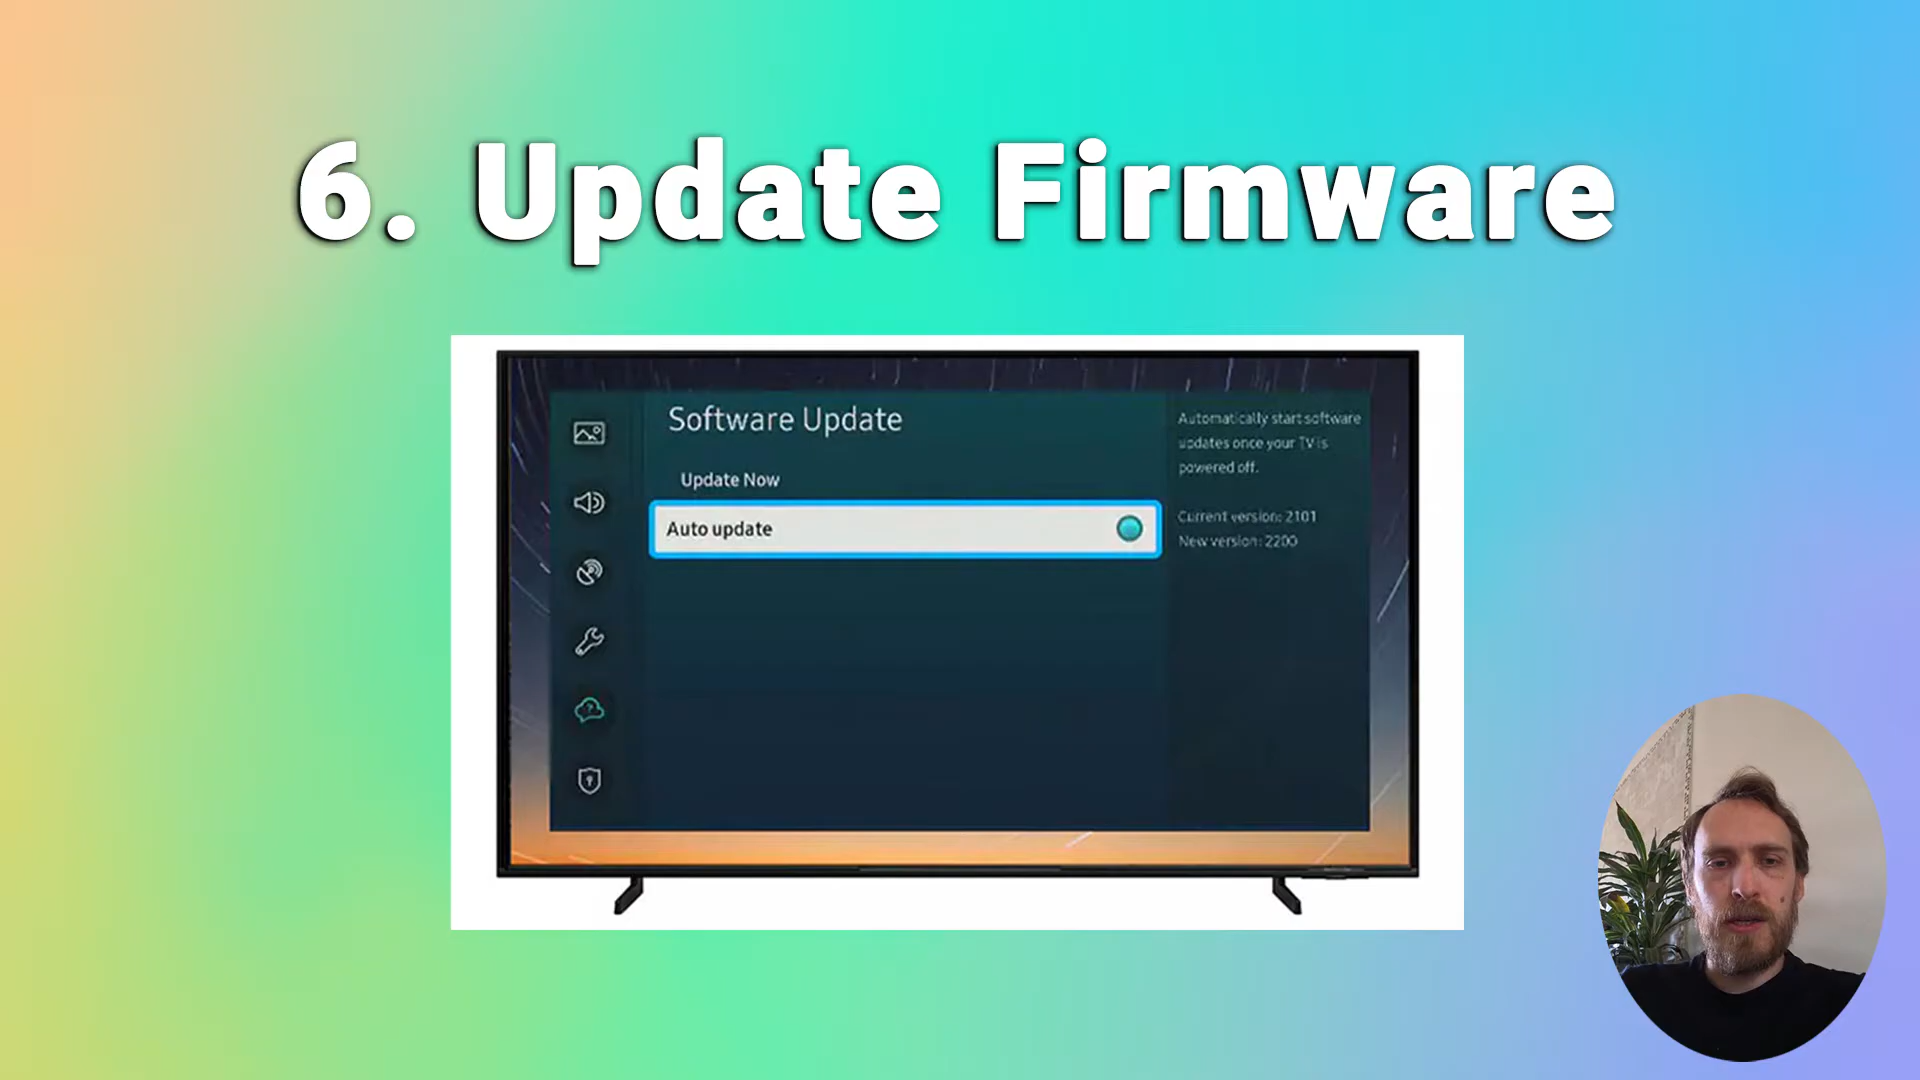 6. Update Firmware
Software Update
Update Now
Auto update
Automatically start software
updates once your TV is
powered off.
Current version: 2101
New version: 2200